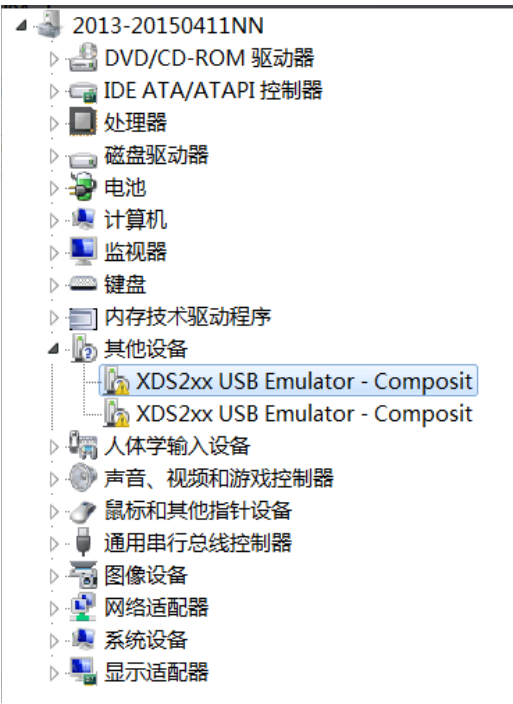 2013-20150411NN
DVD/CD-ROM 驱动器
IDE ATA/ATAPI 控制器
处理器
磁盘驱动器
电池
计算机
监视器
键盘
内存技术驱动程序
其他设备
XDS2xx USB Emulator - Composit
XDS2xx USB Emulator - Composit
人体学输入设备
声音、视频和游戏控制器
鼠标和其他指针设备
通用串行总线控制器
图像设备
网络适配器
系统设备
显示适配器